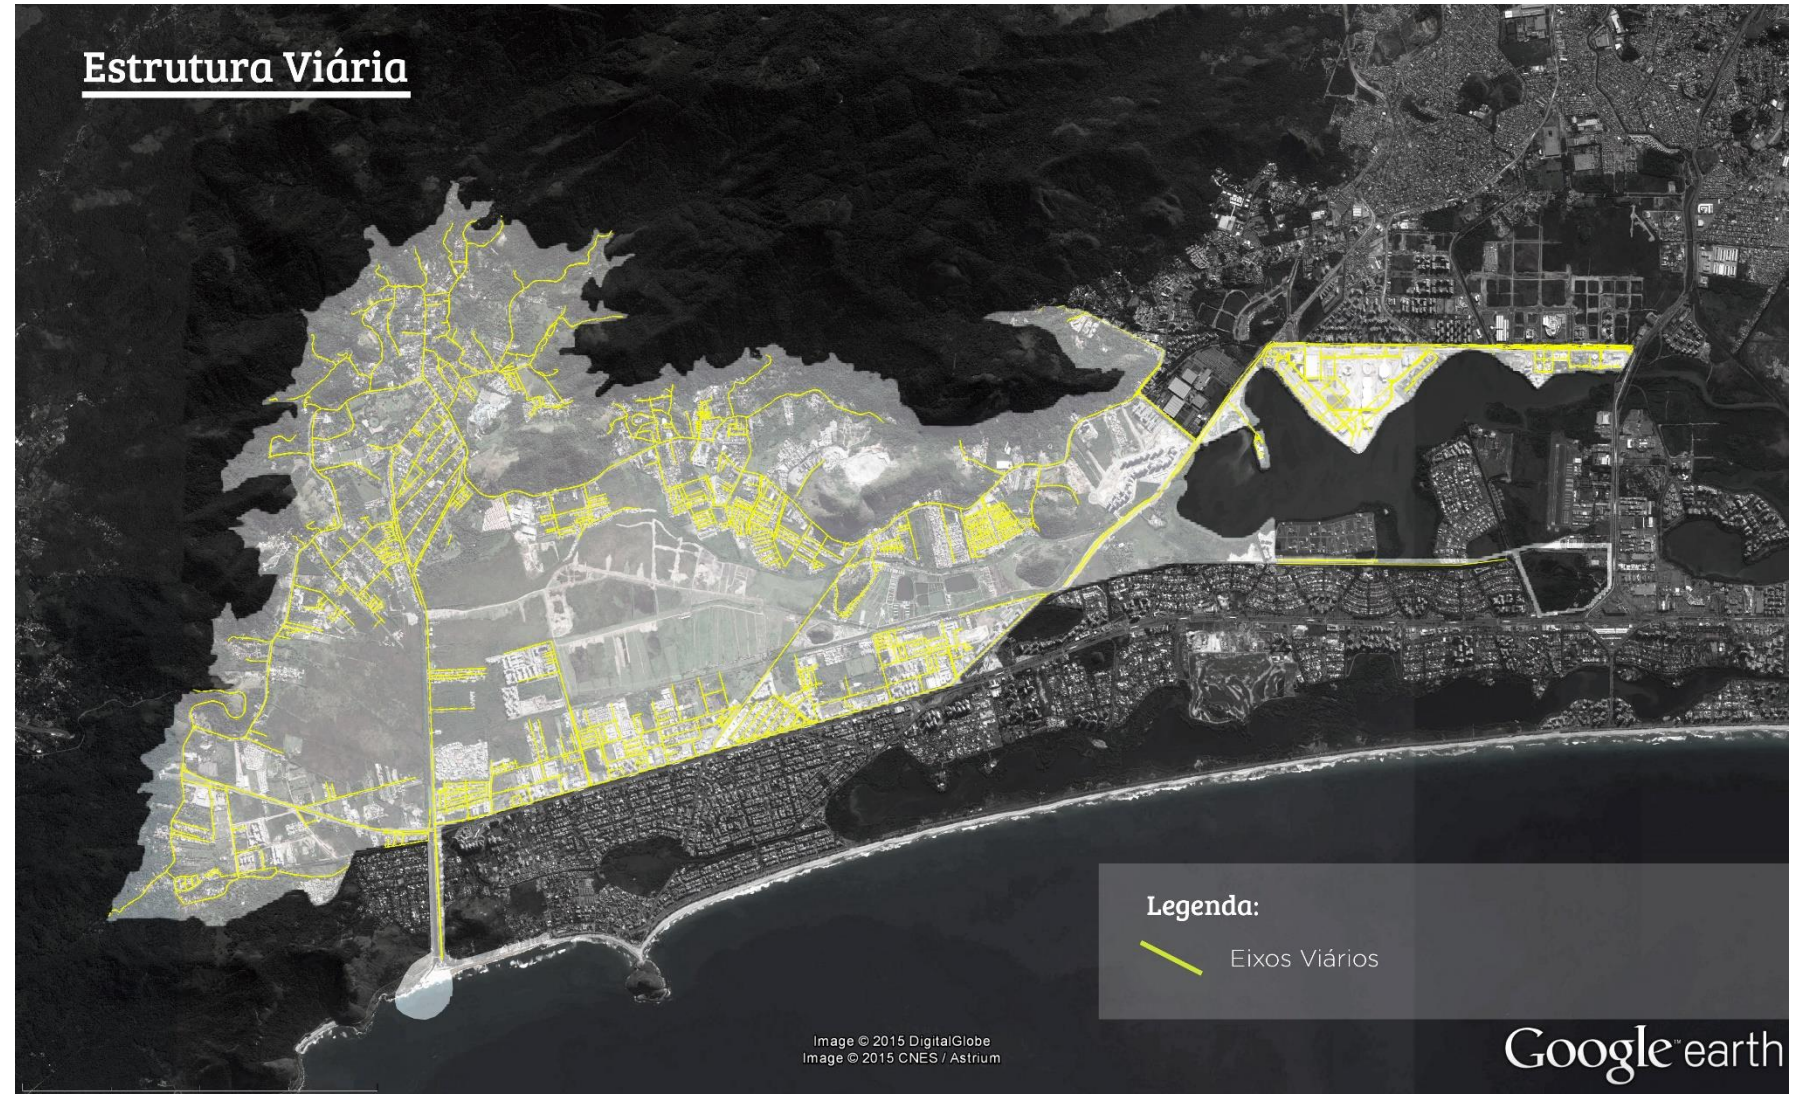 Estrutura Viária
Legenda:
Eixos Viários
Image © 2015 DigitalGlobe
Image © 2015 CNES / Astrium
Google earth